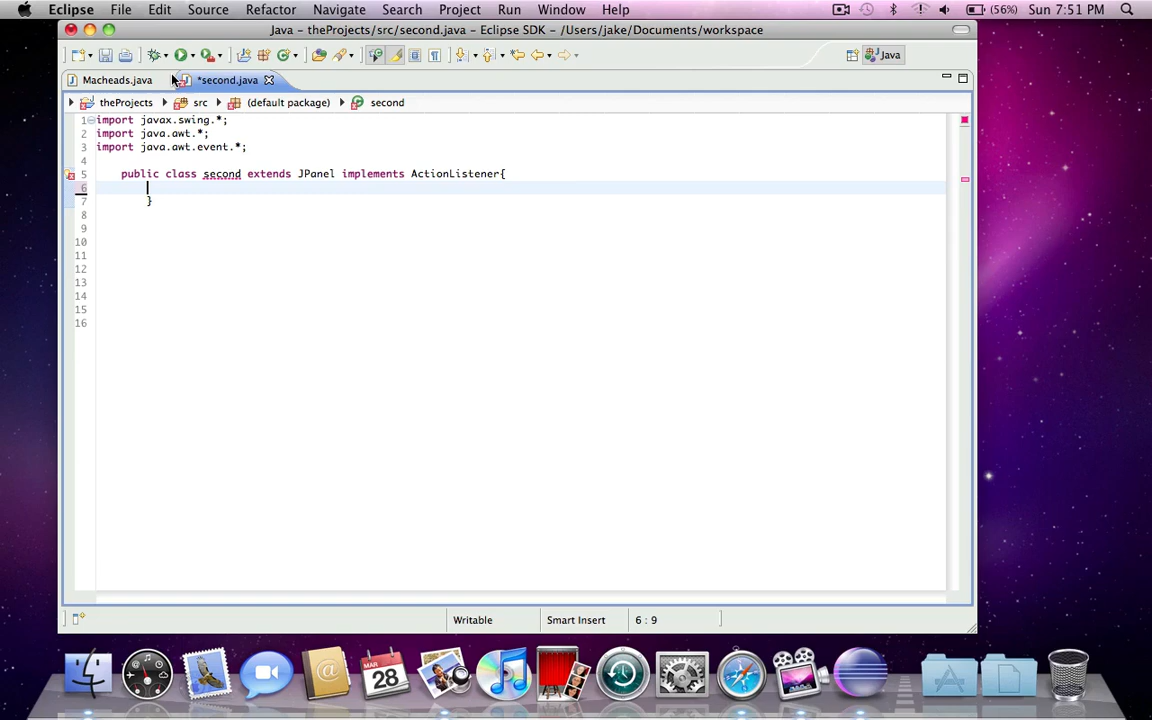 Eclipse File Edit Source Refactor Navigate Search Project Run Window Help (56%) Sun 7:51 PM
Java – theProjects/src/second.java – Eclipse SDK – /Users/jake/Documents/workspace
Java
Macheads.java *second.java
theProjects src (default package) second
1 import javax.swing.*;
2 import java.awt.*;
3 import java.awt.event.*;
4
5 public class second extends JPanel implements ActionListener{
6
7 }
8
9
10
11
12
13
14
15
16
Writable Smart Insert 6 : 9
MAR
28